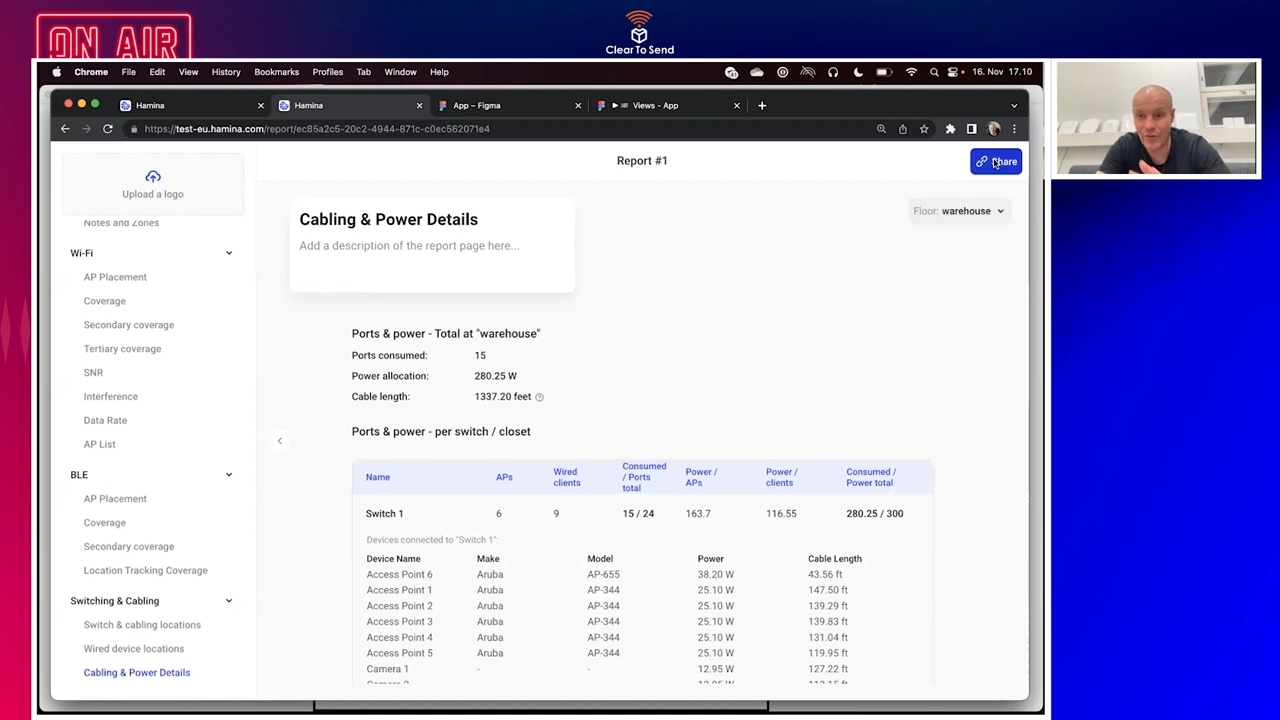 ON AIR
Clear To Send
Chrome File Edit View History Bookmarks Profiles Tab Window Help 16. Nov 17.10
Hamina
Hamina
App – Figma
Views - App
https://test-eu.hamina.com/report/ec85a2c5-20c2-4944-871c-c0ec562071e4
Upload a logo
Report #1
Share
Notes and Zones
Wi-Fi
AP Placement
Coverage
Secondary coverage
Tertiary coverage
SNR
Interference
Data Rate
AP List
BLE
AP Placement
Coverage
Secondary coverage
Location Tracking Coverage
Switching & Cabling
Switch & cabling locations
Wired device locations
Cabling & Power Details
Cabling & Power Details
Add a description of the report page here...
Floor: warehouse
Ports & power - Total at "warehouse"
Ports consumed: 15
Power allocation: 280.25 W
Cable length: 1337.20 feet
Ports & power - per switch / closet
Name APs Wired clients Consumed / Ports total Power / APs Power / clients Consumed / Power total
Switch 1 6 9 15 / 24 163.7 116.55 280.25 / 300
Devices connected to "Switch 1":
Device Name Make Model Power Cable Length
Access Point 6 Aruba AP-655 38.20 W 43.56 ft
Access Point 1 Aruba AP-344 25.10 W 147.50 ft
Access Point 2 Aruba AP-344 25.10 W 139.29 ft
Access Point 3 Aruba AP-344 25.10 W 139.83 ft
Access Point 4 Aruba AP-344 25.10 W 131.04 ft
Access Point 5 Aruba AP-344 25.10 W 119.95 ft
Camera 1 - - 12.95 W 127.22 ft